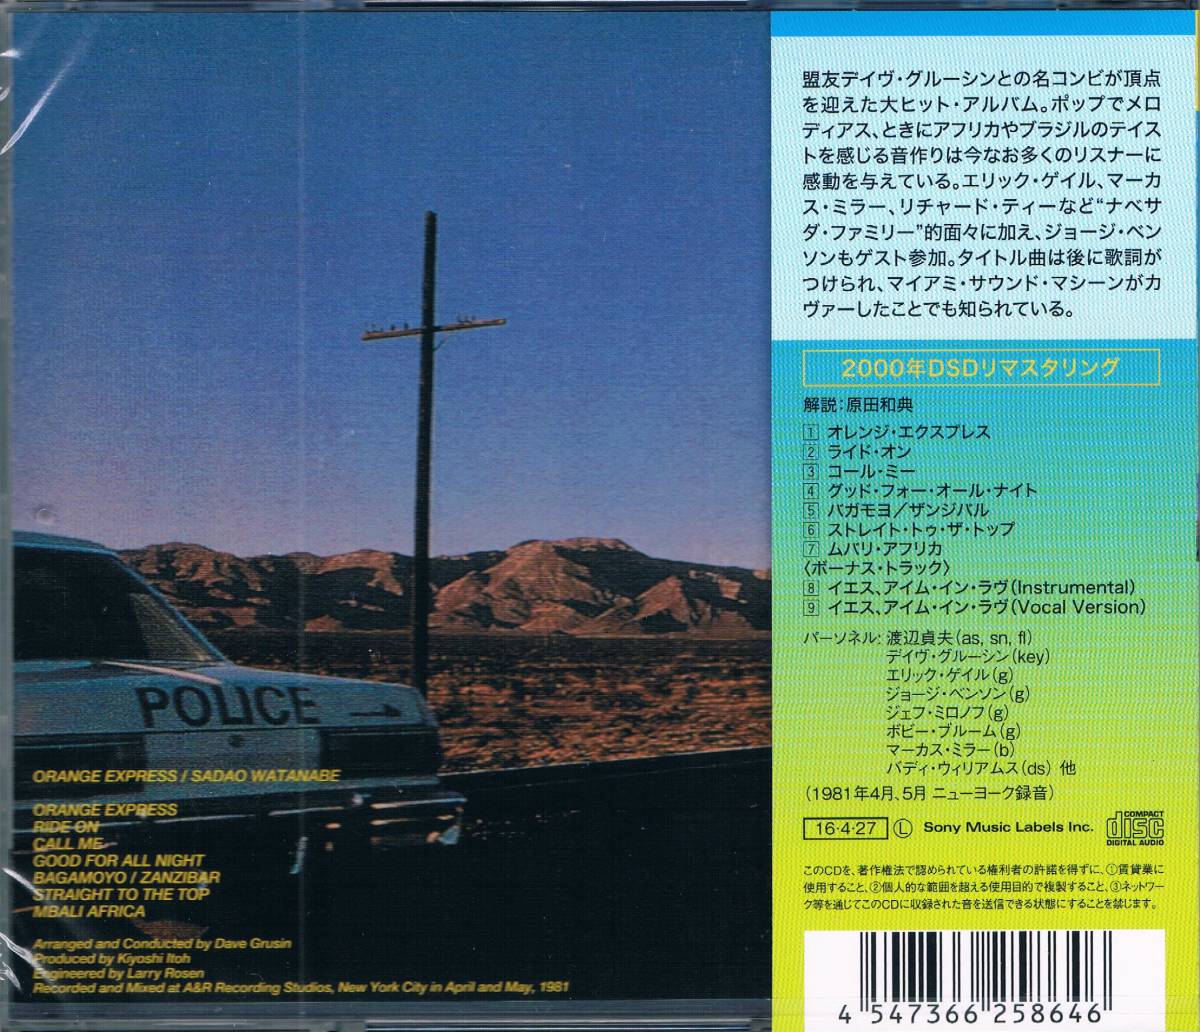 盟友デイヴ・グルーシンとの名コンビが頂点
を迎えた大ヒット・アルバム。ポップでメロ
ディアス、ときにアフリカやブラジルのテイス
トを感じる音作りは今なお多くのリスナーに
感動を与えている。エリック・ゲイル、マーカ
ス・ミラー、リチャード・ティーなど“ナベサ
ダ・ファミリー”的面々に加え、ジョージ・ベン
ソンもゲスト参加。タイトル曲は後に歌詞が
つけられ、マイアミ・サウンド・マシーンがカ
ヴァーしたことでも知られている。
2000年DSDリマスタリング
解説:原田和典
1 オレンジ・エクスプレス
2 ライド・オン
3 コール・ミー
4 グッド・フォー・オール・ナイト
5 バガモヨ/ザンジバル
6 ストレイト・トゥ・ザ・トップ
7 ムバリ・アフリカ
〈ボーナス・トラック〉
8 イエス、アイム・イン・ラヴ(Instrumental)
9 イエス、アイム・イン・ラヴ(Vocal Version)
パーソネル: 渡辺貞夫(as, sn, fl)
デイヴ・グルーシン(key)
エリック・ゲイル(g)
ジョージ・ベンソン(g)
ジェフ・ミロノフ(g)
ボビー・ブルーム(g)
マーカス・ミラー(b)
バディ・ウィリアムス(ds) 他
(1981年4月、5月 ニューヨーク録音)
16・4・27 Ⓛ Sony Music Labels Inc. COMPACT disc DIGITAL AUDIO
このCDを、著作権法で認められている権利者の許諾を得ずに、①賃貸業に
使用すること、②個人的な範囲を超える使用目的で複製すること、③ネットワー
ク等を通じてこのCDに収録された音を送信できる状態にすることを禁じます。
4 547366 258646
POLICE
ORANGE EXPRESS / SADAO WATANABE
ORANGE EXPRESS
RIDE ON
CALL ME
GOOD FOR ALL NIGHT
BAGAMOYO / ZANZIBAR
STRAIGHT TO THE TOP
MBALI AFRICA
Arranged and Conducted by Dave Grusin
Produced by Kiyoshi Itoh
Engineered by Larry Rosen
Recorded and Mixed at A&R Recording Studios, New York City in April and May, 1981